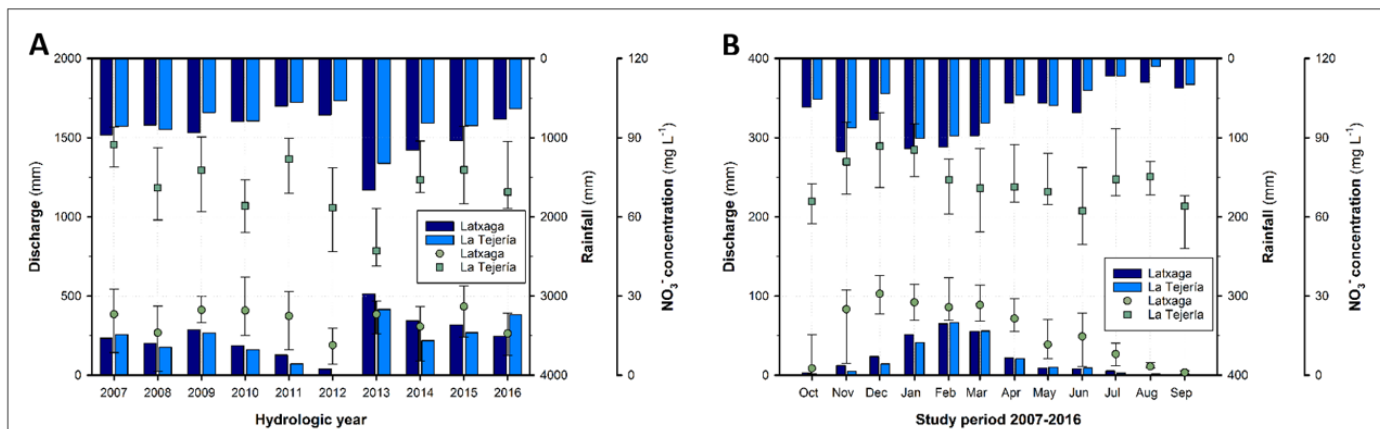 A
2000
1500
1000
500
0
Discharge (mm)
0
1000
2000
3000
4000
Rainfall (mm)
120
90
60
30
0
NO₃⁻ concentration (mg L⁻¹)
Latxaga
La Tejería
Latxaga
La Tejería
2007 2008 2009 2010 2011 2012 2013 2014 2015 2016
Hydrologic year
B
400
300
200
100
0
Discharge (mm)
0
100
200
300
400
Rainfall (mm)
120
90
60
30
0
NO₃⁻ concentration (mg L⁻¹)
Latxaga
La Tejería
Latxaga
La Tejería
Oct Nov Dec Jan Feb Mar Apr May Jun Jul Aug Sep
Study period 2007-2016